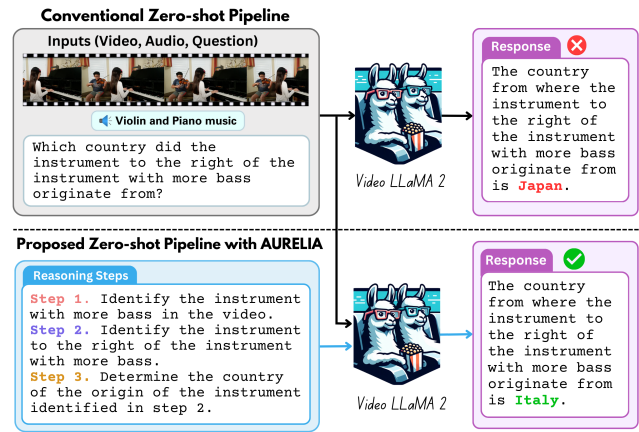 Conventional Zero-shot Pipeline
Inputs (Video, Audio, Question)
Violin and Piano music
Which country did the
instrument to the right of the
instrument with more bass
originate from?
Video LLaMA 2
Response
The country
from where the
instrument to
the right of
the instrument
with more bass
originate from
is Japan.
Proposed Zero-shot Pipeline with AURELIA
Reasoning Steps
Step 1. Identify the instrument
with more bass in the video.
Step 2. Identify the instrument
to the right of the instrument
with more bass.
Step 3. Determine the country
of the origin of the instrument
identified in step 2.
Video LLaMA 2
Response
The country
from where the
instrument to
the right of
the instrument
with more bass
originate from
is Italy.